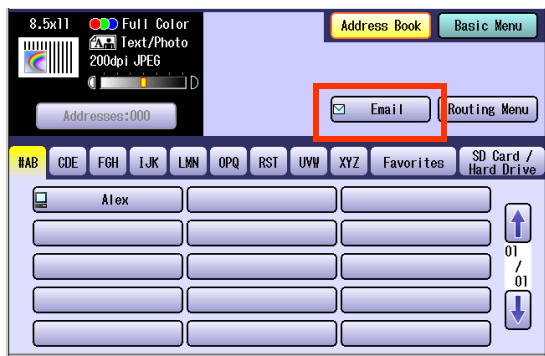 8.5x11 Full Color
A Text/Photo
200dpi JPEG
D
Addresses:000
Address Book
Basic Menu
Email
Routing Menu
#AB
CDE
FGH
IJK
LMN
OPQ
RST
UVW
XYZ
Favorites
SD Card /
Hard Drive
Alex
01
/
01